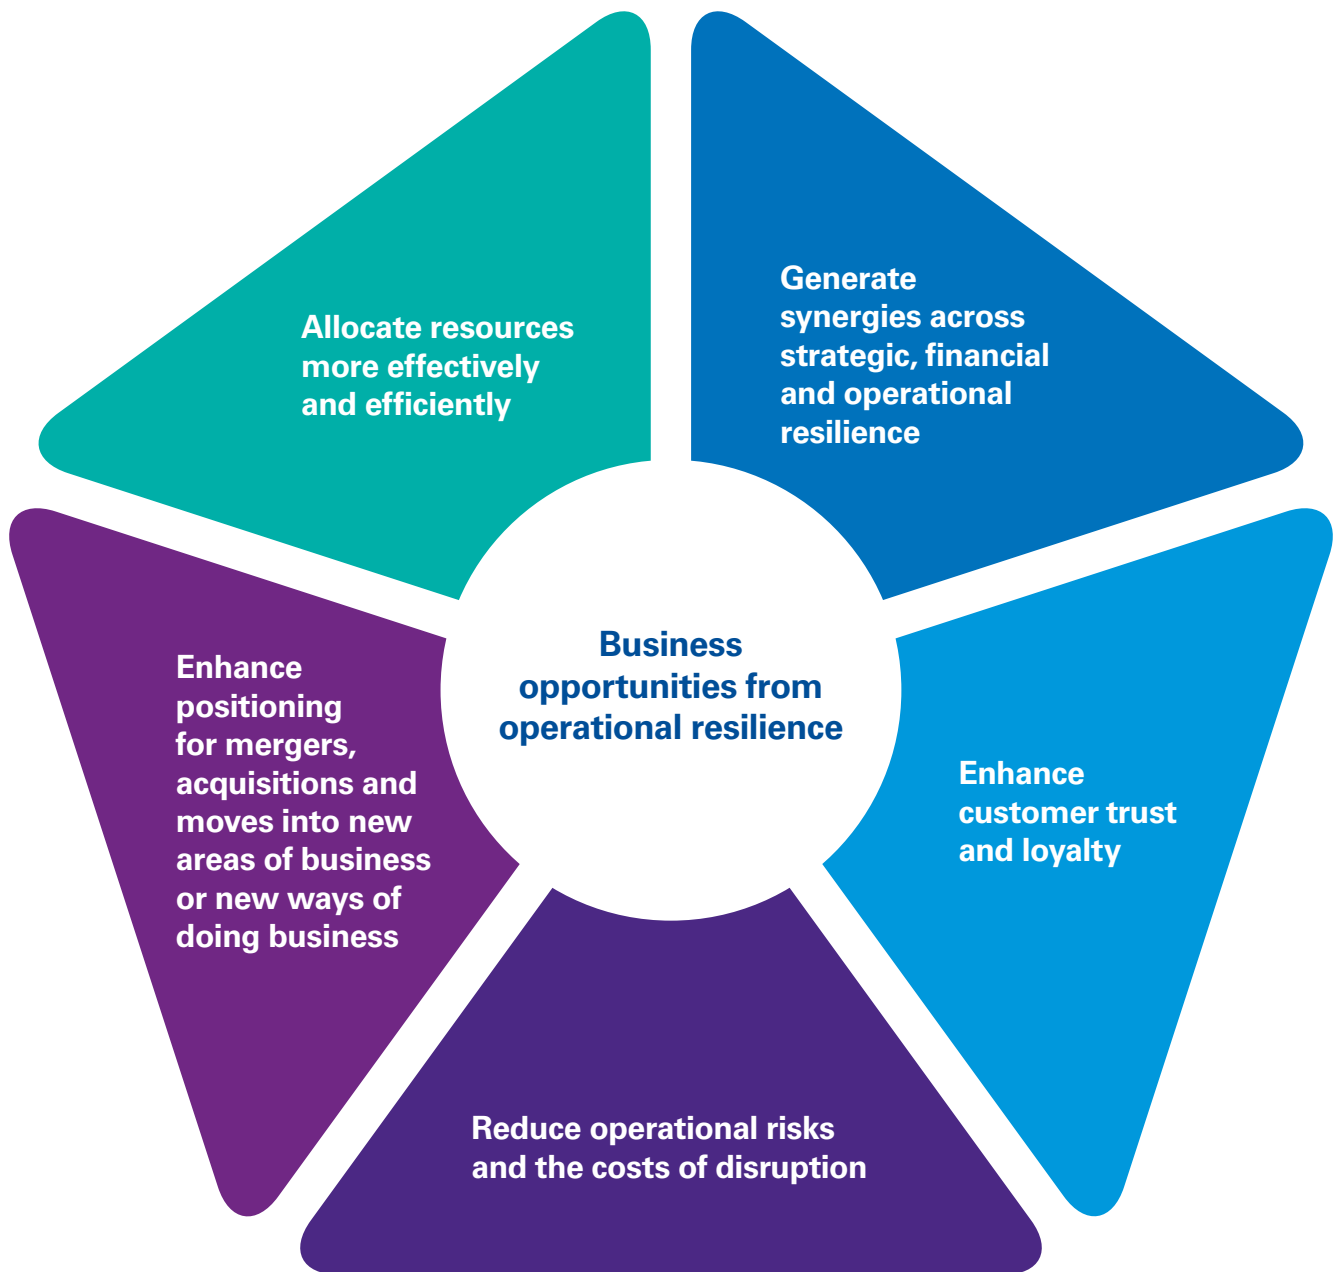 Allocate resources
more effectively
and efficiently
Generate
synergies across
strategic, financial
and operational
resilience
Business
opportunities from
operational resilience
Enhance
positioning
for mergers,
acquisitions and
moves into new
areas of business
or new ways of
doing business
Enhance
customer trust
and loyalty
Reduce operational risks
and the costs of disruption